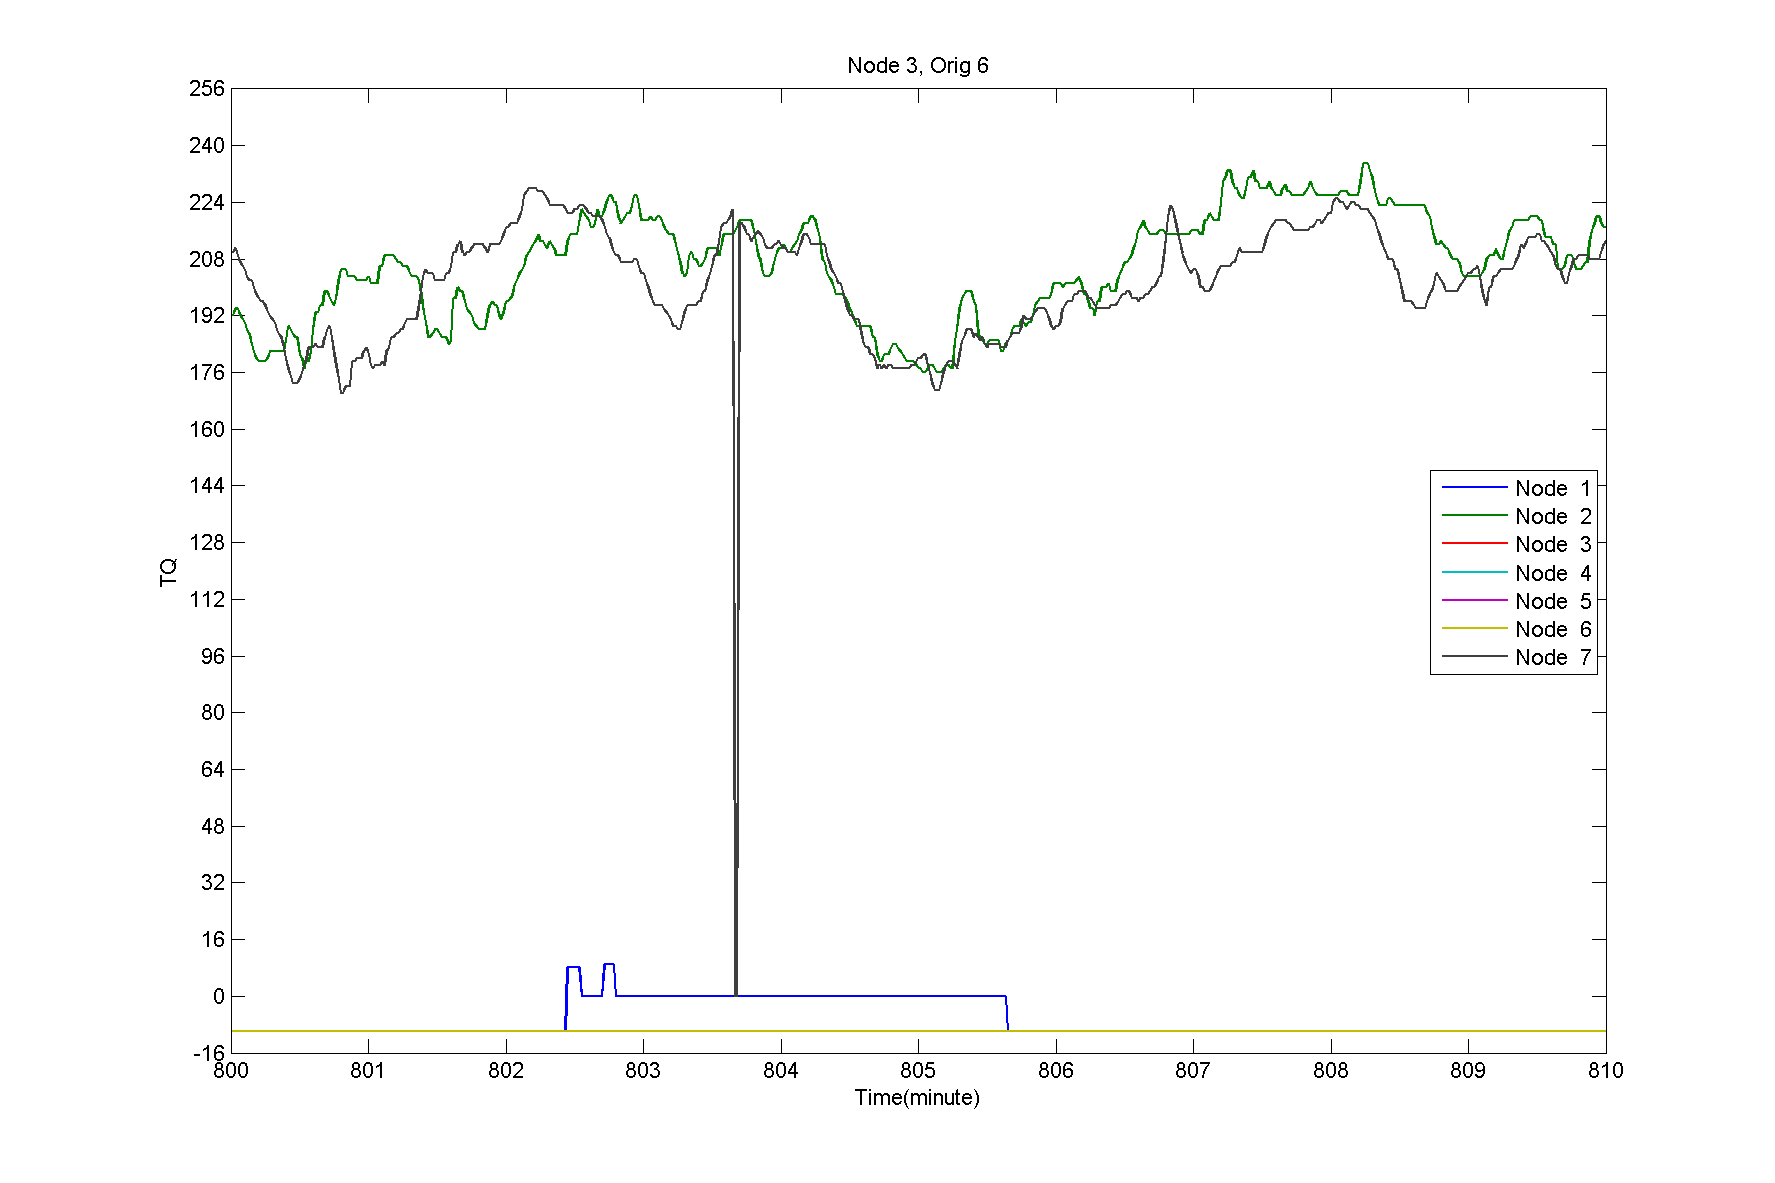 Node 3, Orig 6
256
240
224
208
192
176
160
144
128
112
96
80
64
48
32
16
0
-16
TQ
Node 1
Node 2
Node 3
Node 4
Node 5
Node 6
Node 7
800 801 802 803 804 805 806 807 808 809 810
Time(minute)